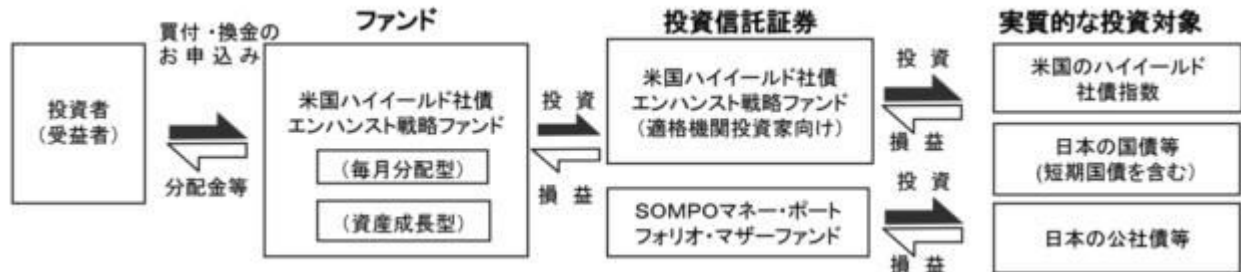 ファンド
投資信託証券
実質的な投資対象
買付・換金の
お申込み
投資者
(受益者)
分配金等
米国ハイイールド社債
エンハンスト戦略ファンド
(毎月分配型)
(資産成長型)
投 資
損 益
米国ハイイールド社債
エンハンスト戦略ファンド
(適格機関投資家向け)
SOMPOマネー・ポート
フォリオ・マザーファンド
投 資
損 益
投 資
損 益
米国のハイイールド
社債指数
日本の国債等
(短期国債を含む)
日本の公社債等